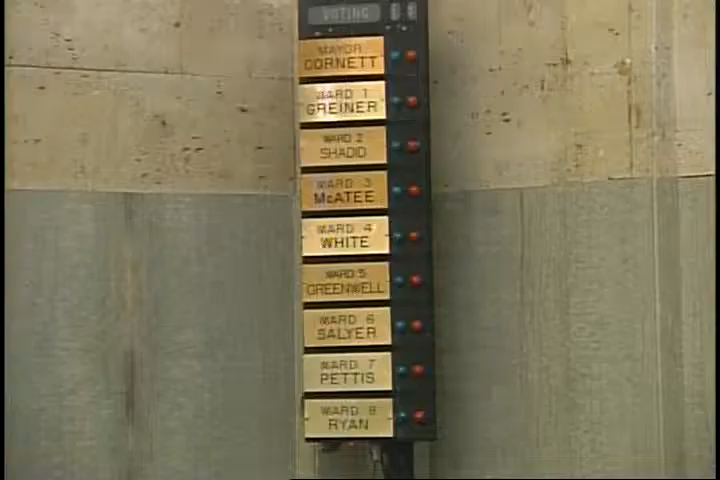 VOTING
MAYOR
CORNETT
WARD 1
GREINER
WARD 2
SHADID
WARD 3
McATEE
WARD 4
WHITE
WARD 5
GREENWELL
WARD 6
SALYER
WARD 7
PETTIS
WARD 8
RYAN